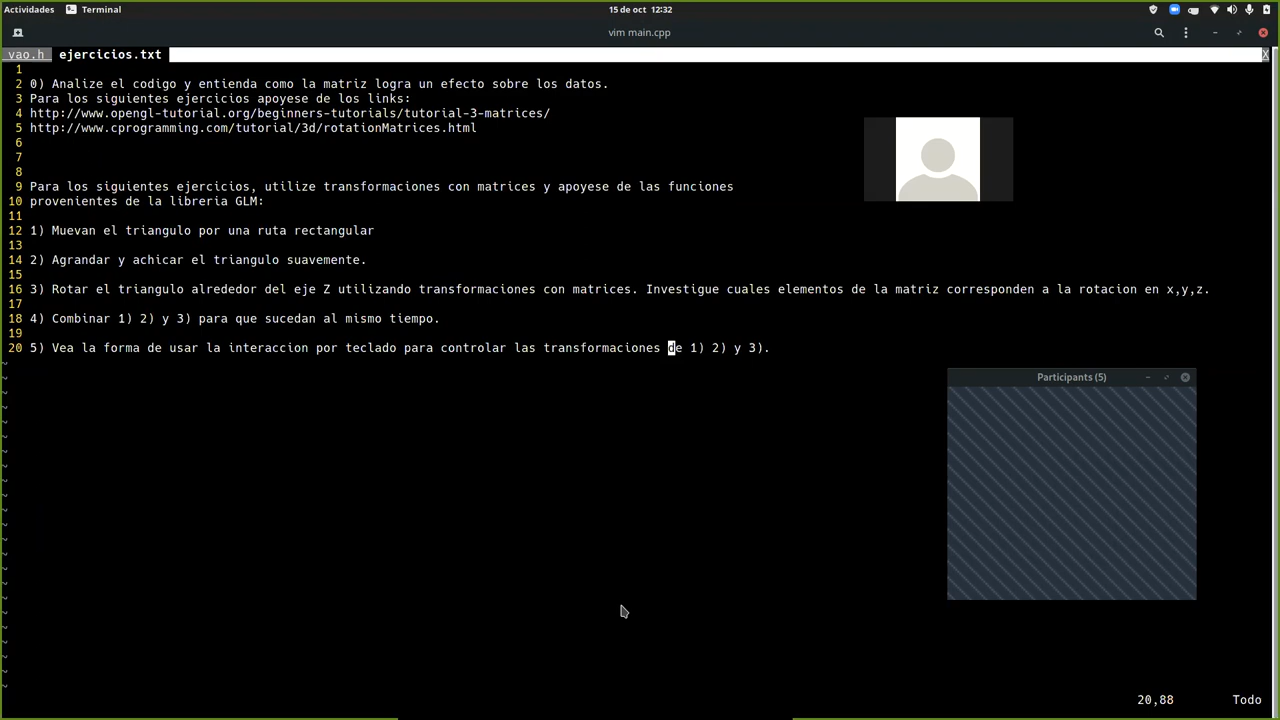 Actividades Terminal 15 de oct 12:32
vim main.cpp
vao.h ejercicios.txt X
1
2 0) Analize el codigo y entienda como la matriz logra un efecto sobre los datos.
3 Para los siguientes ejercicios apoyese de los links:
4 http://www.opengl-tutorial.org/beginners-tutorials/tutorial-3-matrices/
5 http://www.cprogramming.com/tutorial/3d/rotationMatrices.html
6
7
8
9 Para los siguientes ejercicios, utilize transformaciones con matrices y apoyese de las funciones
10 provenientes de la libreria GLM:
11
12 1) Muevan el triangulo por una ruta rectangular
13
14 2) Agrandar y achicar el triangulo suavemente.
15
16 3) Rotar el triangulo alrededor del eje Z utilizando transformaciones con matrices. Investigue cuales elementos de la matriz corresponden a la rotacion en x,y,z.
17
18 4) Combinar 1) 2) y 3) para que sucedan al mismo tiempo.
19
20 5) Vea la forma de usar la interaccion por teclado para controlar las transformaciones de 1) 2) y 3).
Participants (5)
20,88 Todo